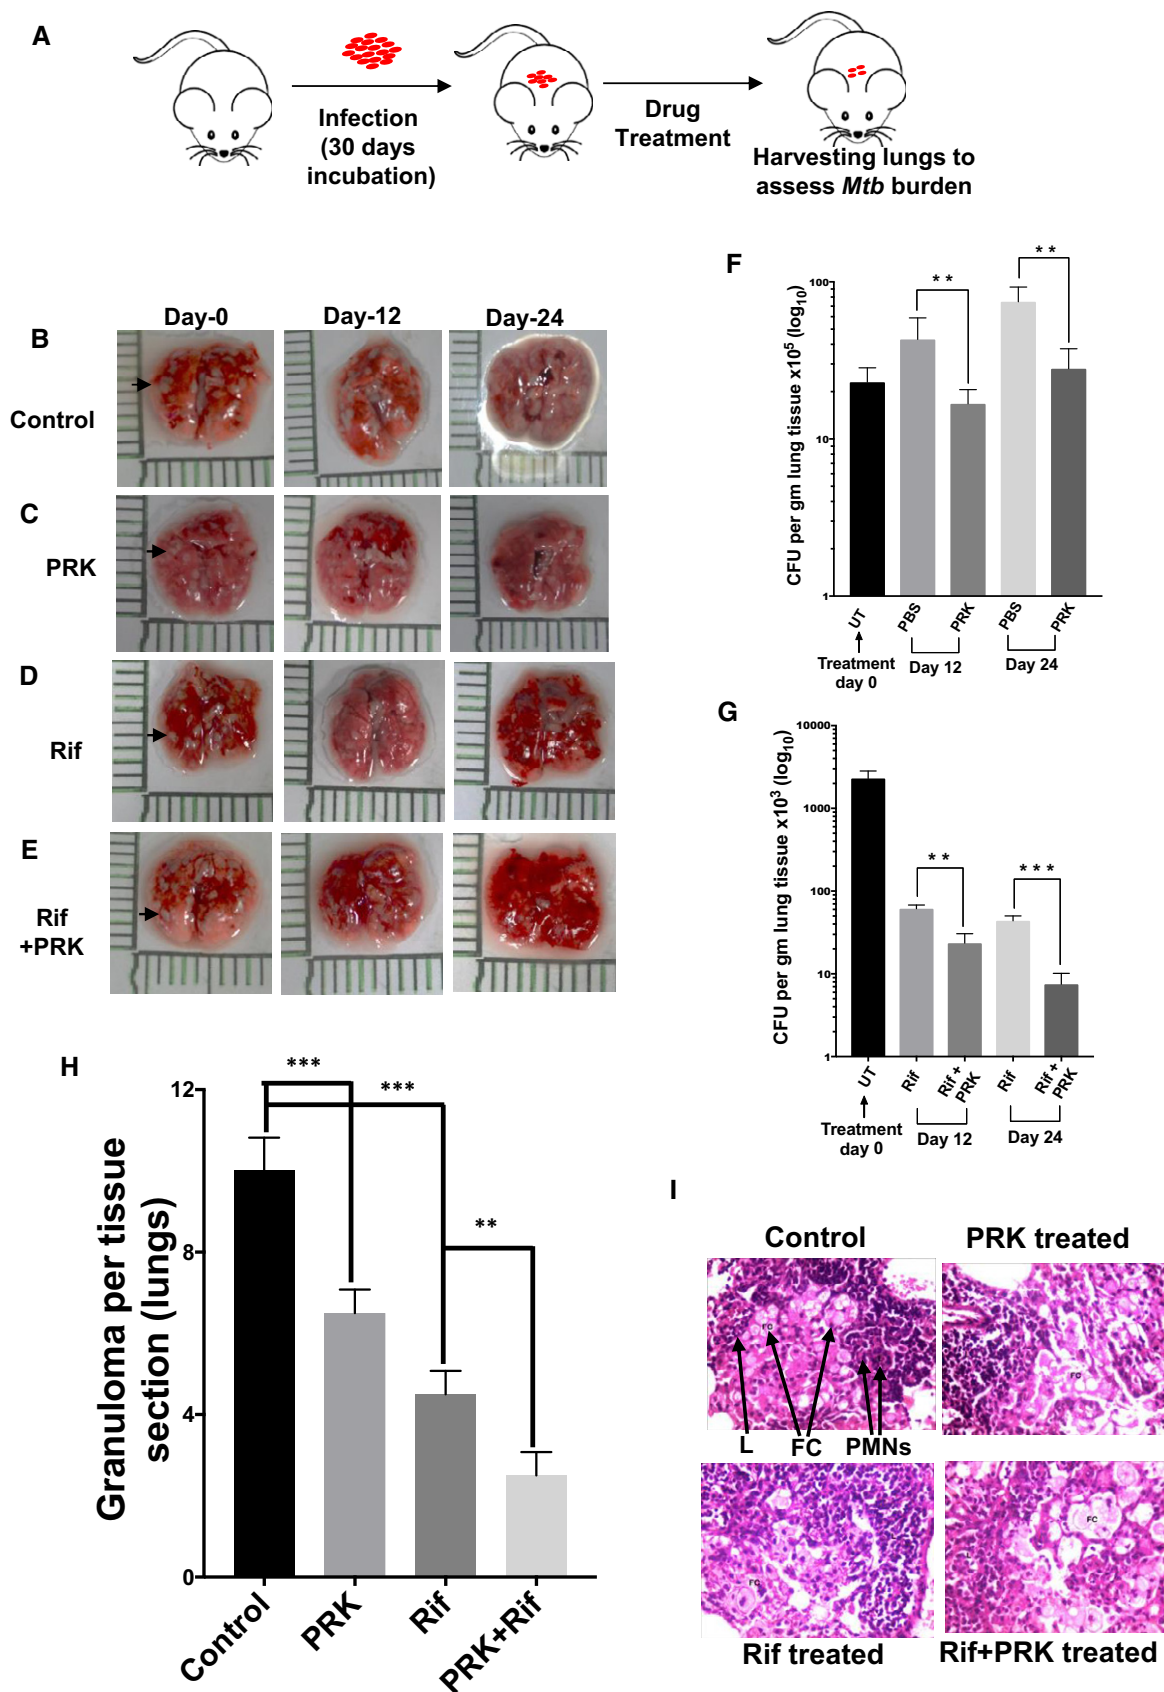 A
Infection
(30 days
incubation)
Drug
Treatment
Harvesting lungs to
assess Mtb burden
Day-0 Day-12 Day-24
B
Control
C
PRK
D
Rif
E
Rif
+PRK
F
CFU per gm lung tissue x10⁵ (log₁₀)
100
10
1
**
**
UT
PBS
PRK
PBS
PRK
Treatment
day 0
Day 12
Day 24
G
CFU per gm lung tissue x10³ (log₁₀)
10000
1000
100
10
1
**
***
UT
Rif
Rif +
PRK
Rif
Rif +
PRK
Treatment
day 0
Day 12
Day 24
H
Granuloma per tissue
section (lungs)
12
8
4
0
***
***
**
Control
PRK
Rif
PRK+Rif
I
Control
PRK treated
FC
L FC PMNs
FC
FC
FC
L
Rif treated
Rif+PRK treated